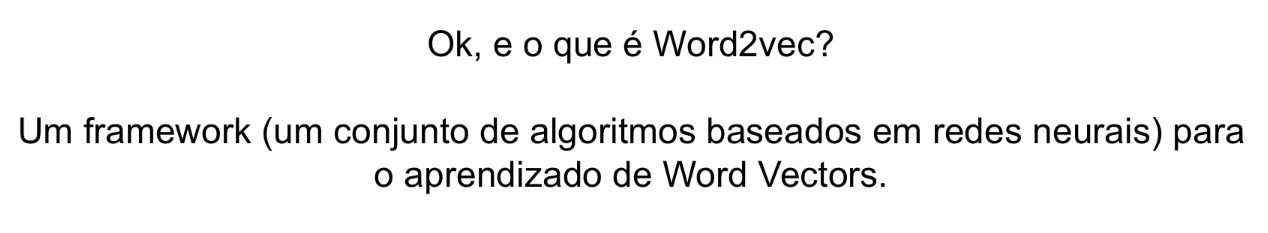 Ok, e o que é Word2vec?
Um framework (um conjunto de algoritmos baseados em redes neurais) para
o aprendizado de Word Vectors.